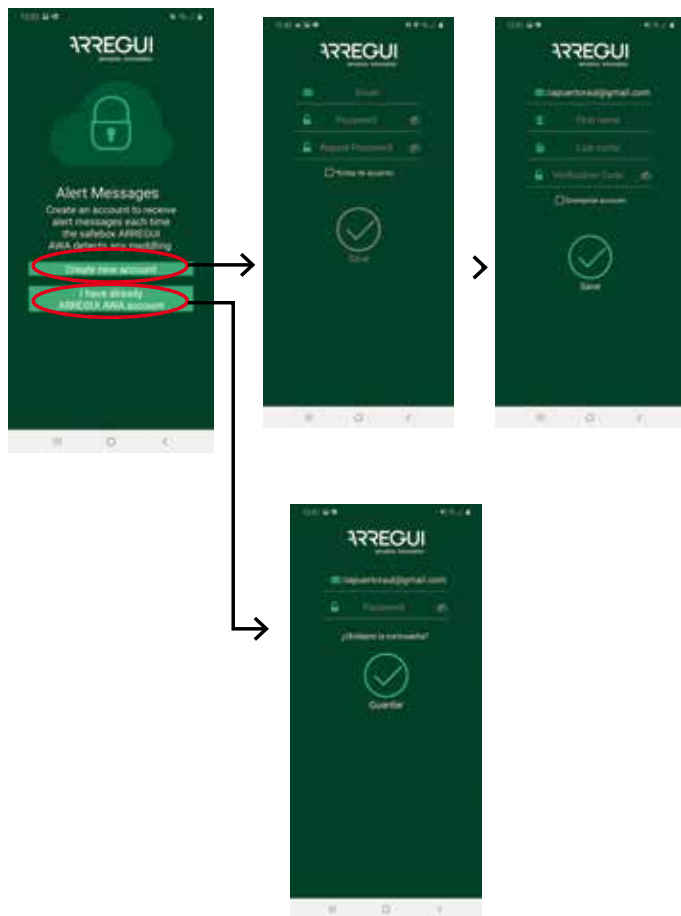 ARREGUI
Alert Messages
Create an account to receive
alert messages each time
the safebox ARREGUI
AWA detects any meddling
Create new account
I have already
ARREGUI AWA account
ARREGUI
Email
Password
Repeat Password
Save
ARREGUI
First name
Last name
Verification Code
Enterprise account
Save
ARREGUI
Password
¿Olvidaste la contraseña?
Guardar